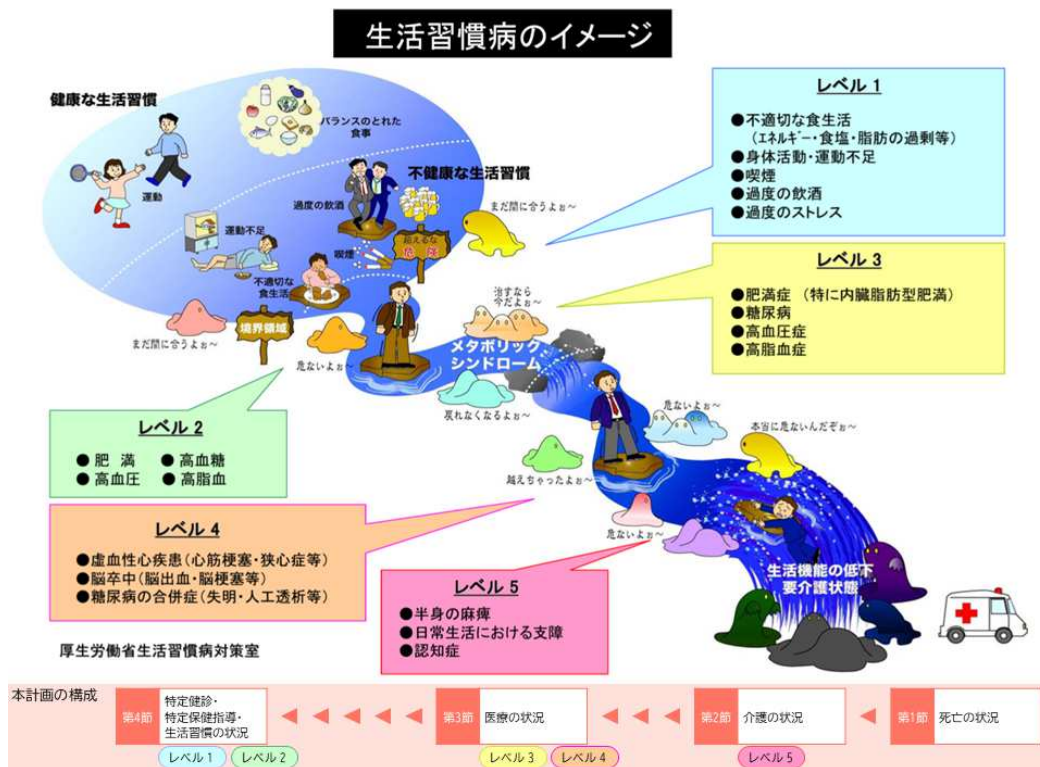 生活習慣病のイメージ
健康な生活習慣
バランスのとれた
食事
運動
不健康な生活習慣
過度の飲酒
まだ間に合うよぉ～
運動不足
喫煙
超えるな
危険
不適切な
食生活
治すなら
今だよぉ～
境界領域
まだ間に合うよぉ～
危ないよぉ～
メタボリック
シンドローム
戻れなくなるよぉ～
危ないよぉ～
本当に危ないんだぞぉ～
越えちゃったよぉ～
危ないよぉ～
生活機能の低下
要介護状態
レベル 1
●不適切な食生活
（エネルギー・食塩・脂肪の過剰等）
●身体活動・運動不足
●喫煙
●過度の飲酒
●過度のストレス
レベル 3
●肥満症 （特に内臓脂肪型肥満）
●糖尿病
●高血圧症
●高脂血症
レベル 2
● 肥 満 ● 高血糖
● 高血圧 ● 高脂血
レベル 4
●虚血性心疾患(心筋梗塞・狭心症等)
●脳卒中(脳出血・脳梗塞等)
●糖尿病の合併症(失明・人工透析等)
レベル 5
●半身の麻痺
●日常生活における支障
●認知症
厚生労働省生活習慣病対策室
本計画の構成
第4節
特定健診・
特定保健指導・
生活習慣の状況
第3節 医療の状況
第2節 介護の状況
第1節 死亡の状況
レベル 1 レベル 2 レベル 3 レベル 4 レベル 5